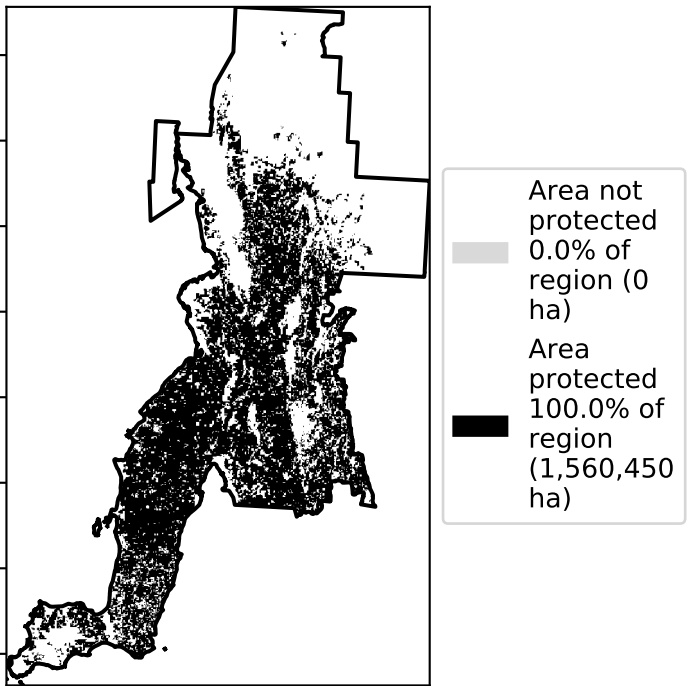 Area not
protected
0.0% of
region (0
ha)
Area
protected
100.0% of
region
(1,560,450
ha)